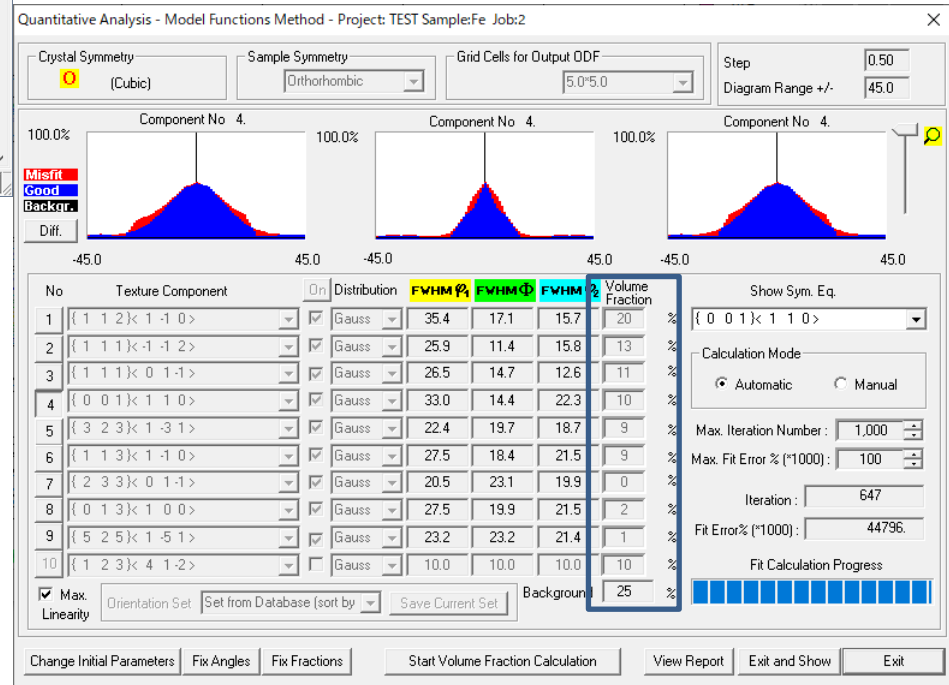 Quantitative Analysis - Model Functions Method - Project: TEST Sample:Fe Job:2
Crystal Symmetry
O (Cubic)
Sample Symmetry
Orthorhombic
Grid Cells for Output ODF
5.0*5.0
Step 0.50
Diagram Range +/- 45.0
Component No 4.
100.0%
Component No 4.
100.0%
Component No 4.
100.0%
Misfit
Good
Backgr.
Diff.
-45.0 45.0
-45.0 45.0
-45.0 45.0
No Texture Component On Distribution FWHM φ1 FWHM Φ FWHM φ2 Volume Fraction
1 { 1 1 2}< 1 -1 0> Gauss 35.4 17.1 15.7 20 %
2 { 1 1 1}< -1 -1 2> Gauss 25.9 11.4 15.8 13 %
3 { 1 1 1}< 0 1 -1> Gauss 26.5 14.7 12.6 11 %
4 { 0 0 1}< 1 1 0> Gauss 33.0 14.4 22.3 10 %
5 { 3 2 3}< 1 -3 1> Gauss 22.4 19.7 18.7 9 %
6 { 1 1 3}< 1 -1 0> Gauss 27.5 18.4 21.5 9 %
7 { 2 3 3}< 0 1 -1> Gauss 20.5 23.1 19.9 0 %
8 { 0 1 3}< 1 0 0> Gauss 27.5 19.9 21.5 2 %
9 { 5 2 5}< 1 -5 1> Gauss 23.2 23.2 21.4 1 %
10 { 1 2 3}< 4 1 -2> Gauss 10.0 10.0 10.0 10 %
Max. Linearity
Orientation Set Set from Database (sort by Save Current Set
Background 25 %
Show Sym. Eq.
{ 0 0 1}< 1 1 0>
Calculation Mode
Automatic Manual
Max. Iteration Number : 1,000
Max. Fit Error % (*1000) : 100
Iteration : 647
Fit Error% (*1000) : 44796.
Fit Calculation Progress
Change Initial Parameters Fix Angles Fix Fractions Start Volume Fraction Calculation View Report Exit and Show Exit